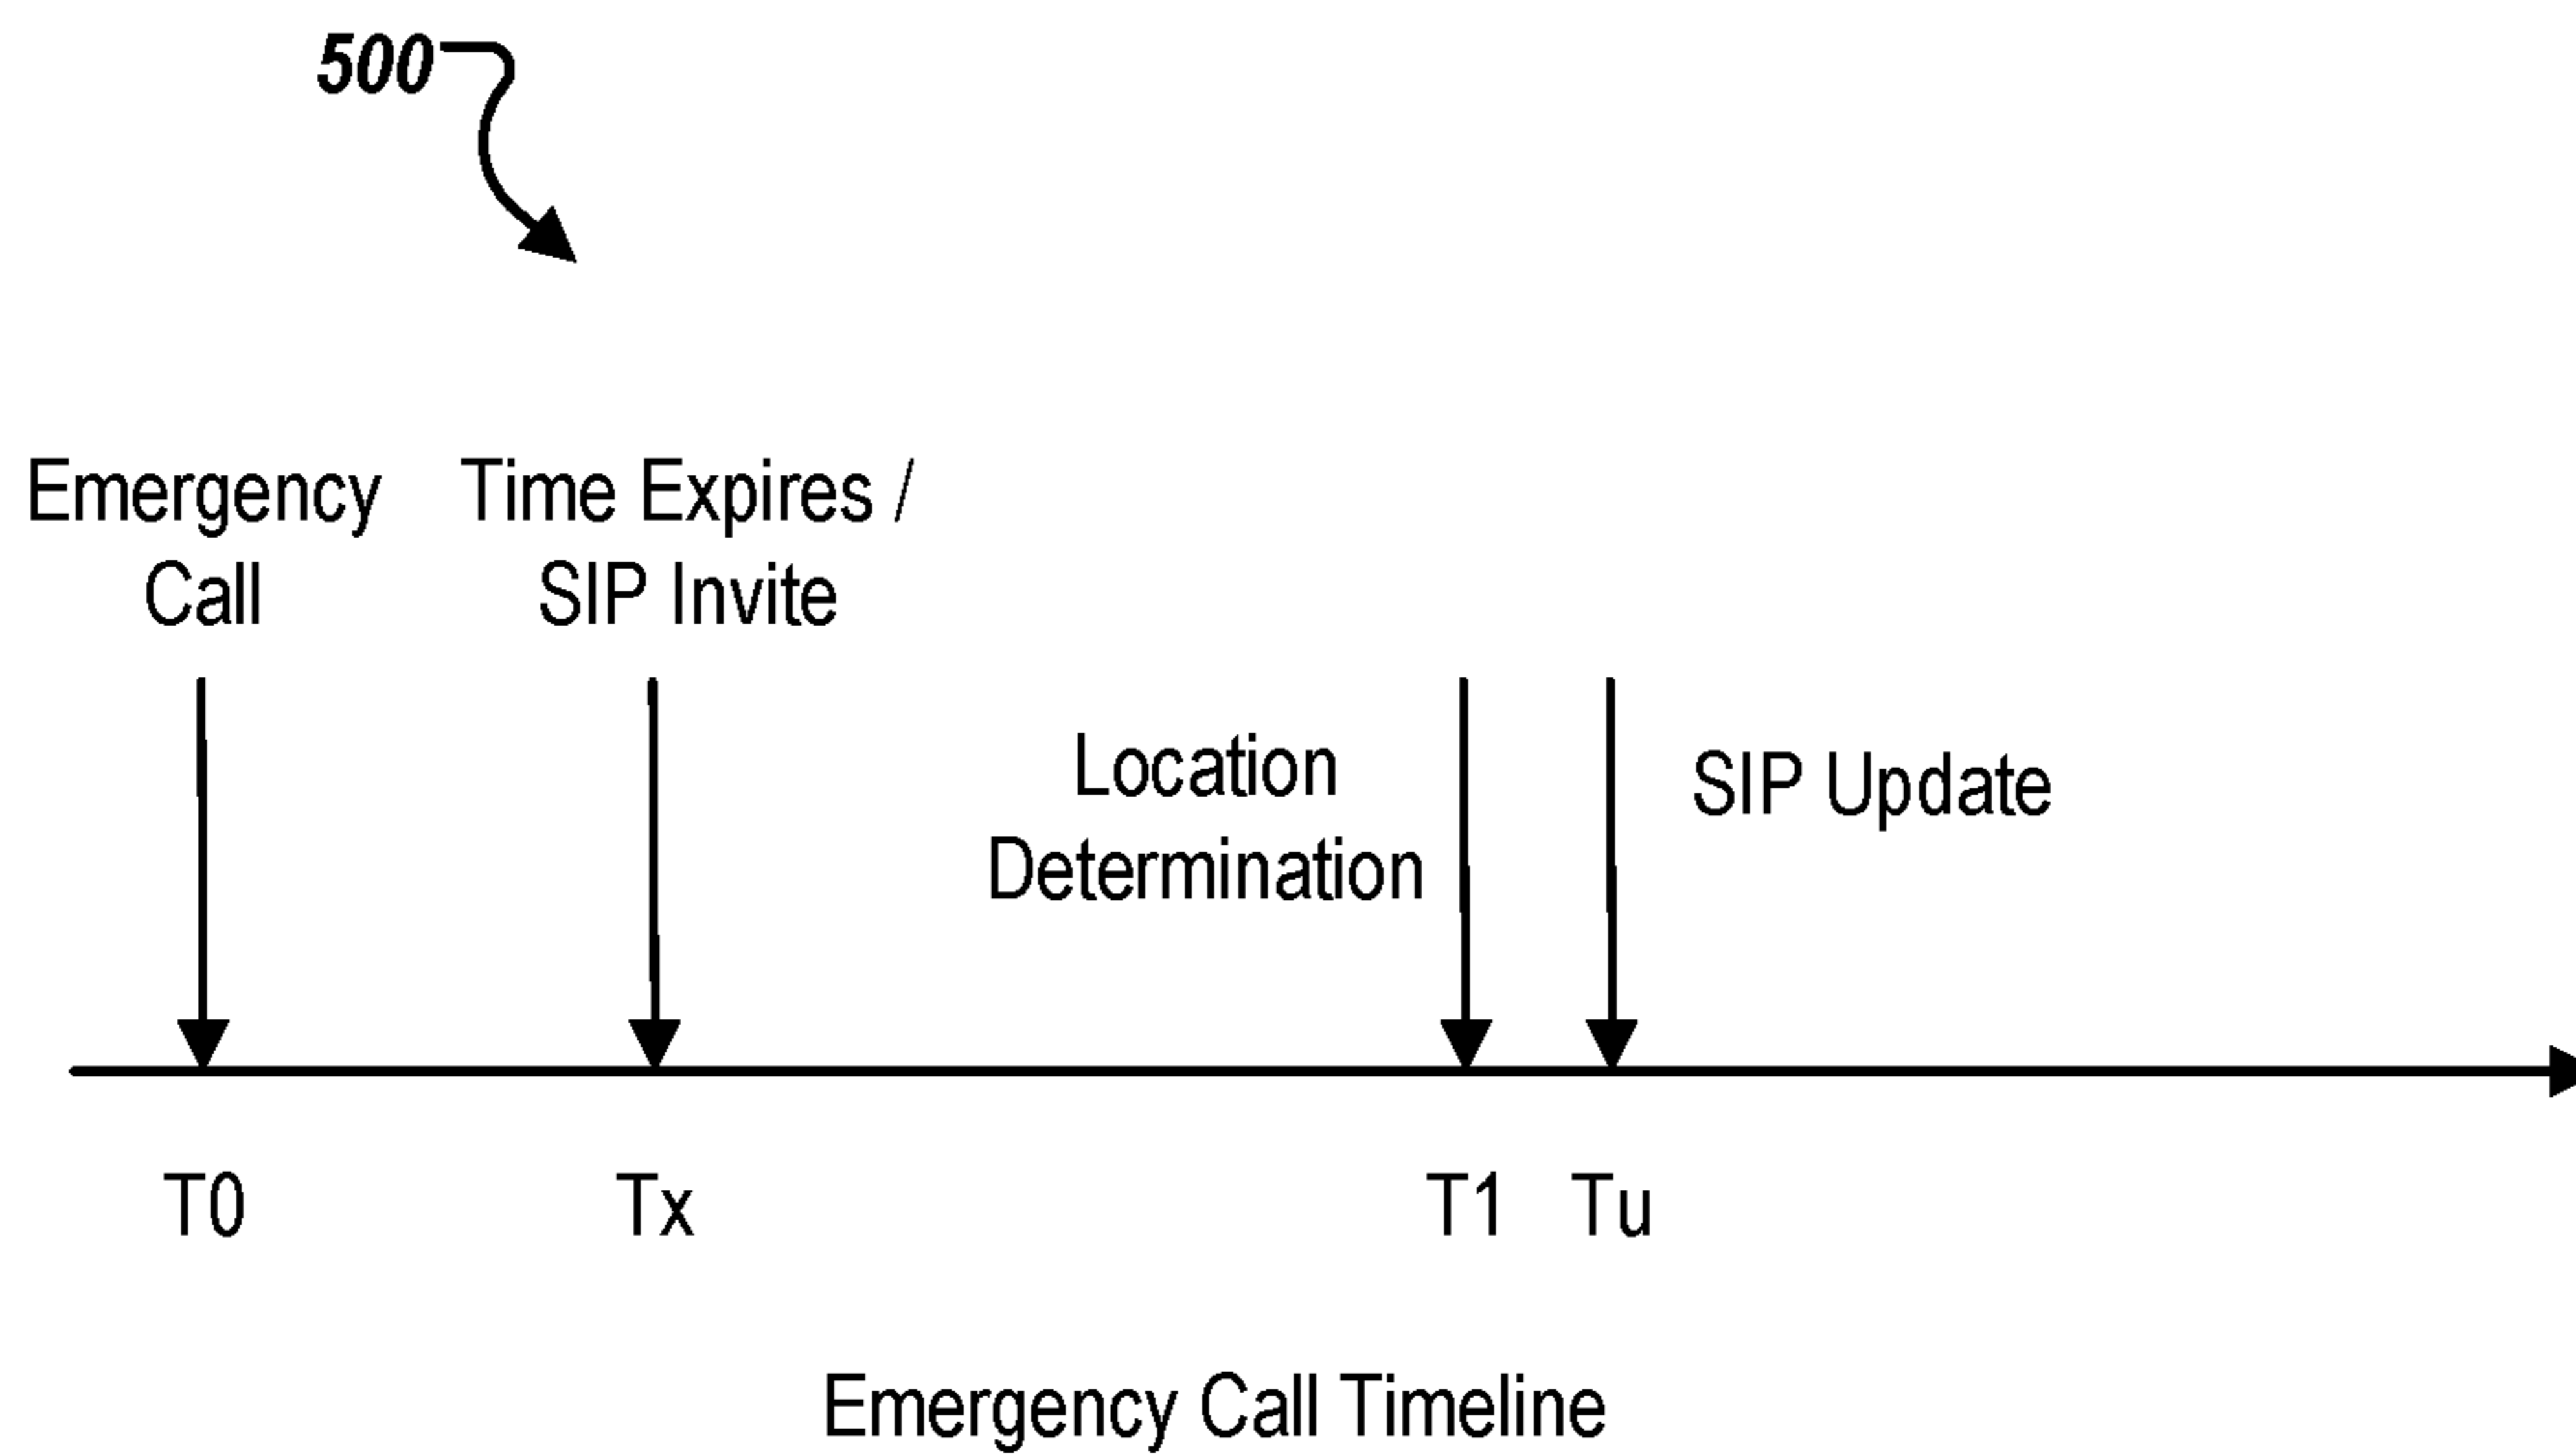 500
Emergency
Call
Time Expires /
SIP Invite
Location
Determination
SIP Update
T0
Tx
T1
Tu
Emergency Call Timeline